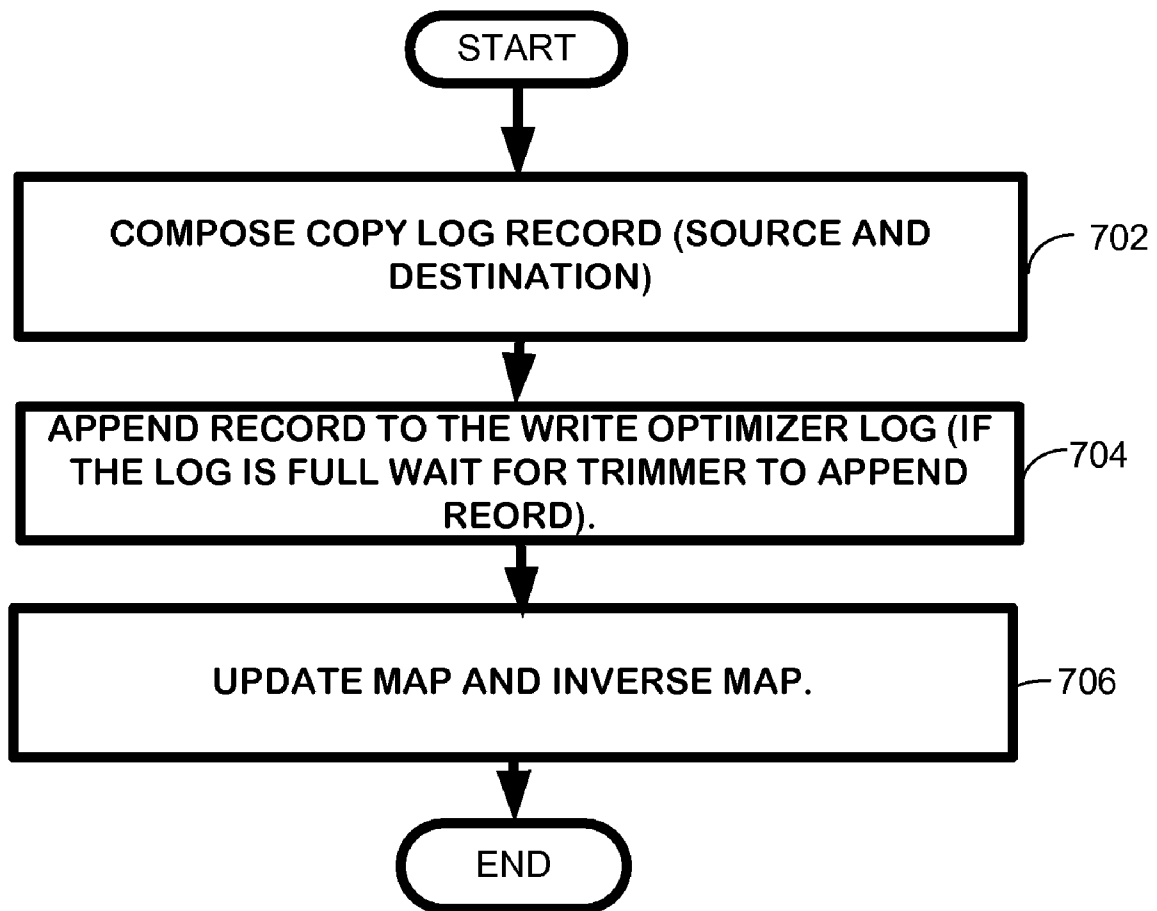 START
COMPOSE COPY LOG RECORD (SOURCE AND
DESTINATION)
702
APPEND RECORD TO THE WRITE OPTIMIZER LOG (IF
THE LOG IS FULL WAIT FOR TRIMMER TO APPEND
REORD).
704
UPDATE MAP AND INVERSE MAP.
706
END